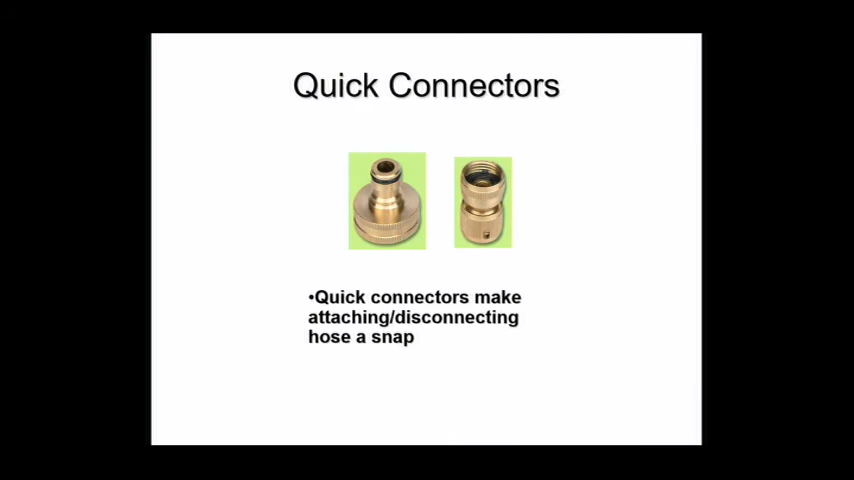 Quick Connectors
•Quick connectors make
attaching/disconnecting
hose a snap